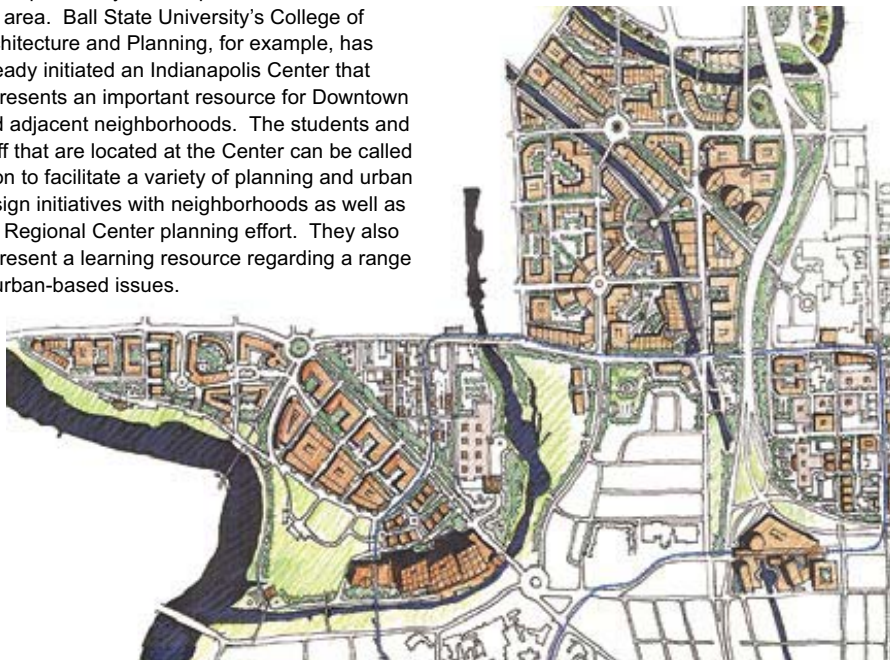 area. Ball State University's College of
chitecture and Planning, for example, has
eady initiated an Indianapolis Center that
presents an important resource for Downtown
d adjacent neighborhoods. The students and
ff that are located at the Center can be called
on to facilitate a variety of planning and urban
sign initiatives with neighborhoods as well as
Regional Center planning effort. They also
present a learning resource regarding a range
urban-based issues.